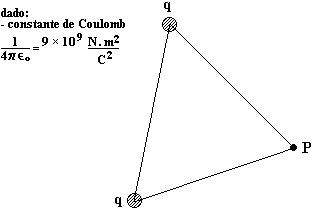 q
dado:
- constante de Coulomb
1/4πϵ₀ = 9 × 10⁹ N.m²/C²
P
q